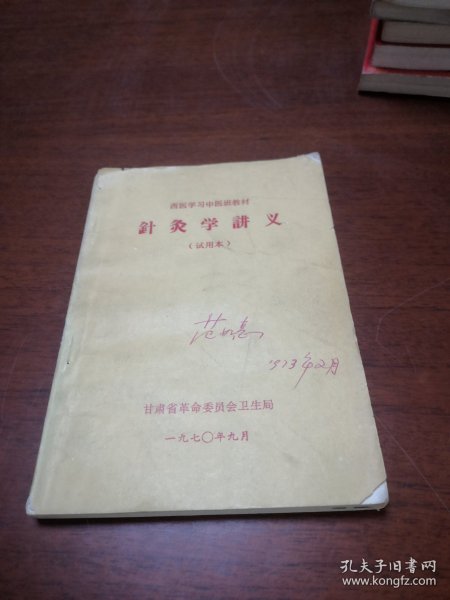 西医学习中医班教材
針灸学講义
（试用本）
范
1973年2月
甘肃省革命委员会卫生局
一九七〇年九月
孔夫子旧书网
www.kongfz.com